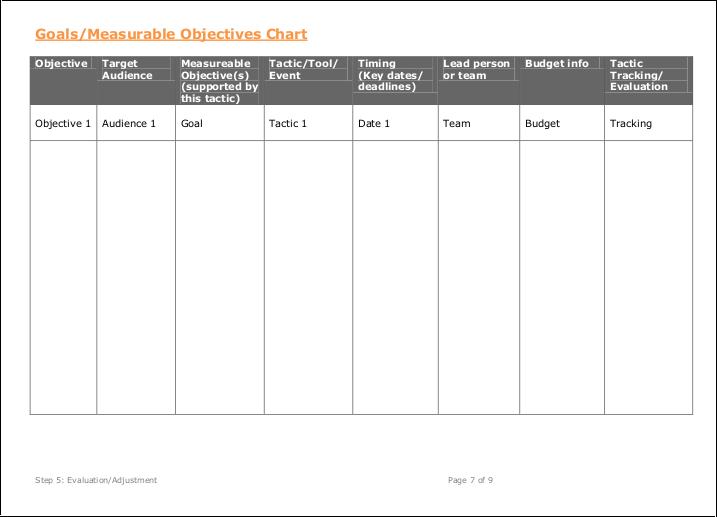 Goals/Measurable Objectives Chart
Objective
Target
Audience
Measureable
Objective(s)
(supported by
this tactic)
Tactic/Tool/
Event
Timing
(Key dates/
deadlines)
Lead person
or team
Budget info
Tactic
Tracking/
Evaluation
Objective 1
Audience 1
Goal
Tactic 1
Date 1
Team
Budget
Tracking
Step 5: Evaluation/Adjustment
Page 7 of 9